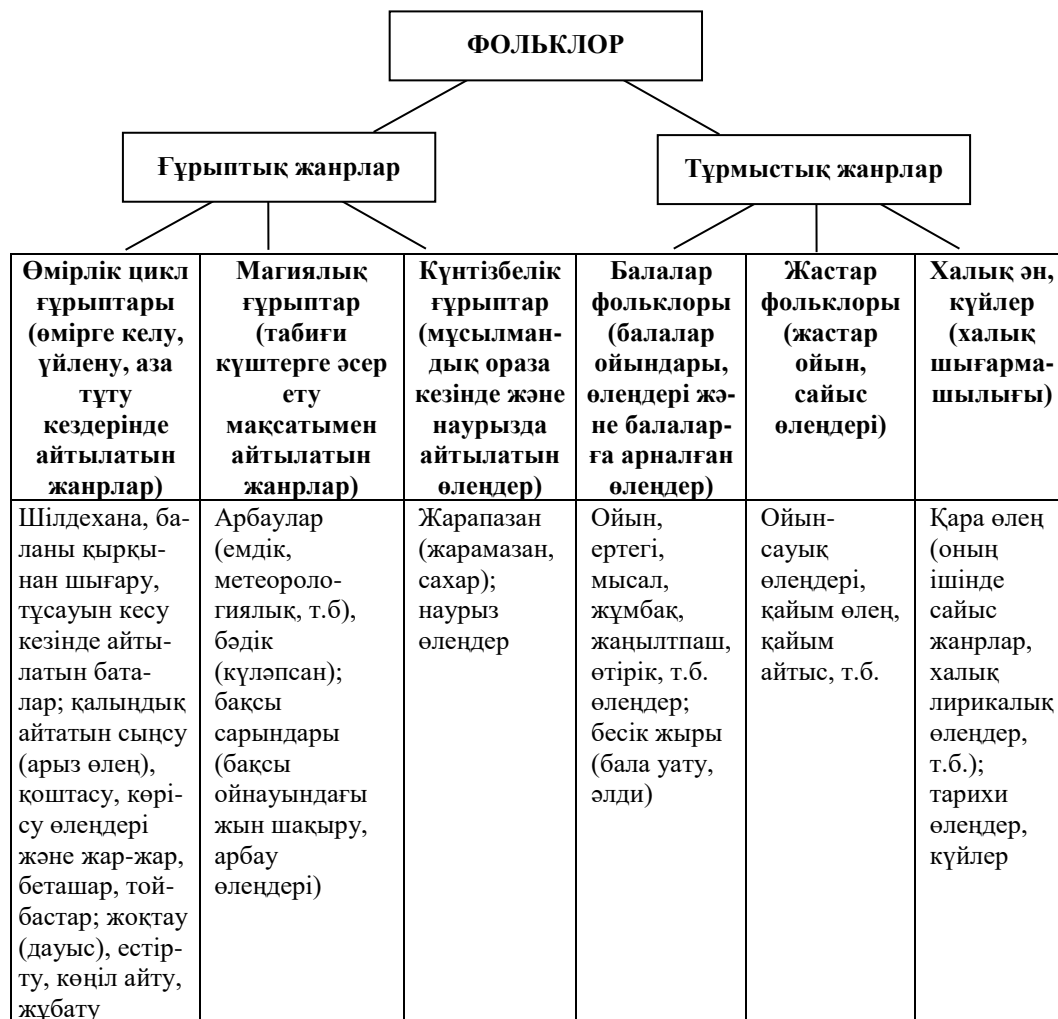 ФОЛЬКЛОР
Ғұрыптық жанрлар
Тұрмыстық жанрлар
Өмірлік цикл
ғұрыптары
(өмірге келу,
үйлену, аза
тұту
кездерінде
айтылатын
жанрлар)
Магиялық
ғұрыптар
(табиғи
күштерге әсер
ету
мақсатымен
айтылатын
жанрлар)
Күнтізбелік
ғұрыптар
(мұсылман-
дық ораза
кезінде және
наурызда
айтылатын
өлеңдер)
Балалар
фольклоры
(балалар
ойындары,
өлеңдері жә-
не балалар-
ға арналған
өлеңдер)
Жастар
фольклоры
(жастар
ойын,
сайыс
өлеңдері)
Халық ән,
күйлер
(халық
шығарма-
шылығы)
Шілдехана, ба-
ланы қырқы-
нан шығару,
тұсауын кесу
кезінде айты-
латын бата-
лар; қалыңдық
айтатын сыңсу
(арыз өлең),
қоштасу, көрі-
су өлеңдері
және жар-жар,
беташар, той-
бастар; жоқтау
(дауыс), естір-
ту, көңіл айту,
жұбату
Арбаулар
(емдік,
метеороло-
гиялық, т.б),
бәдік
(күләпсан);
бақсы
сарындары
(бақсы
ойнауындағы
жын шақыру,
арбау
өлеңдері)
Жарапазан
(жарамазан,
сахар);
наурыз
өлеңдер
Ойын,
ертегі,
мысал,
жұмбақ,
жаңылтпаш,
өтірік, т.б.
өлеңдер;
бесік жыры
(бала уату,
әлди)
Ойын-
сауық
өлеңдері,
қайым өлең,
қайым
айтыс, т.б.
Қара өлең
(оның
ішінде
сайыс
жанрлар,
халық
лирикалық
өлеңдер,
т.б.);
тарихи
өлеңдер,
күйлер